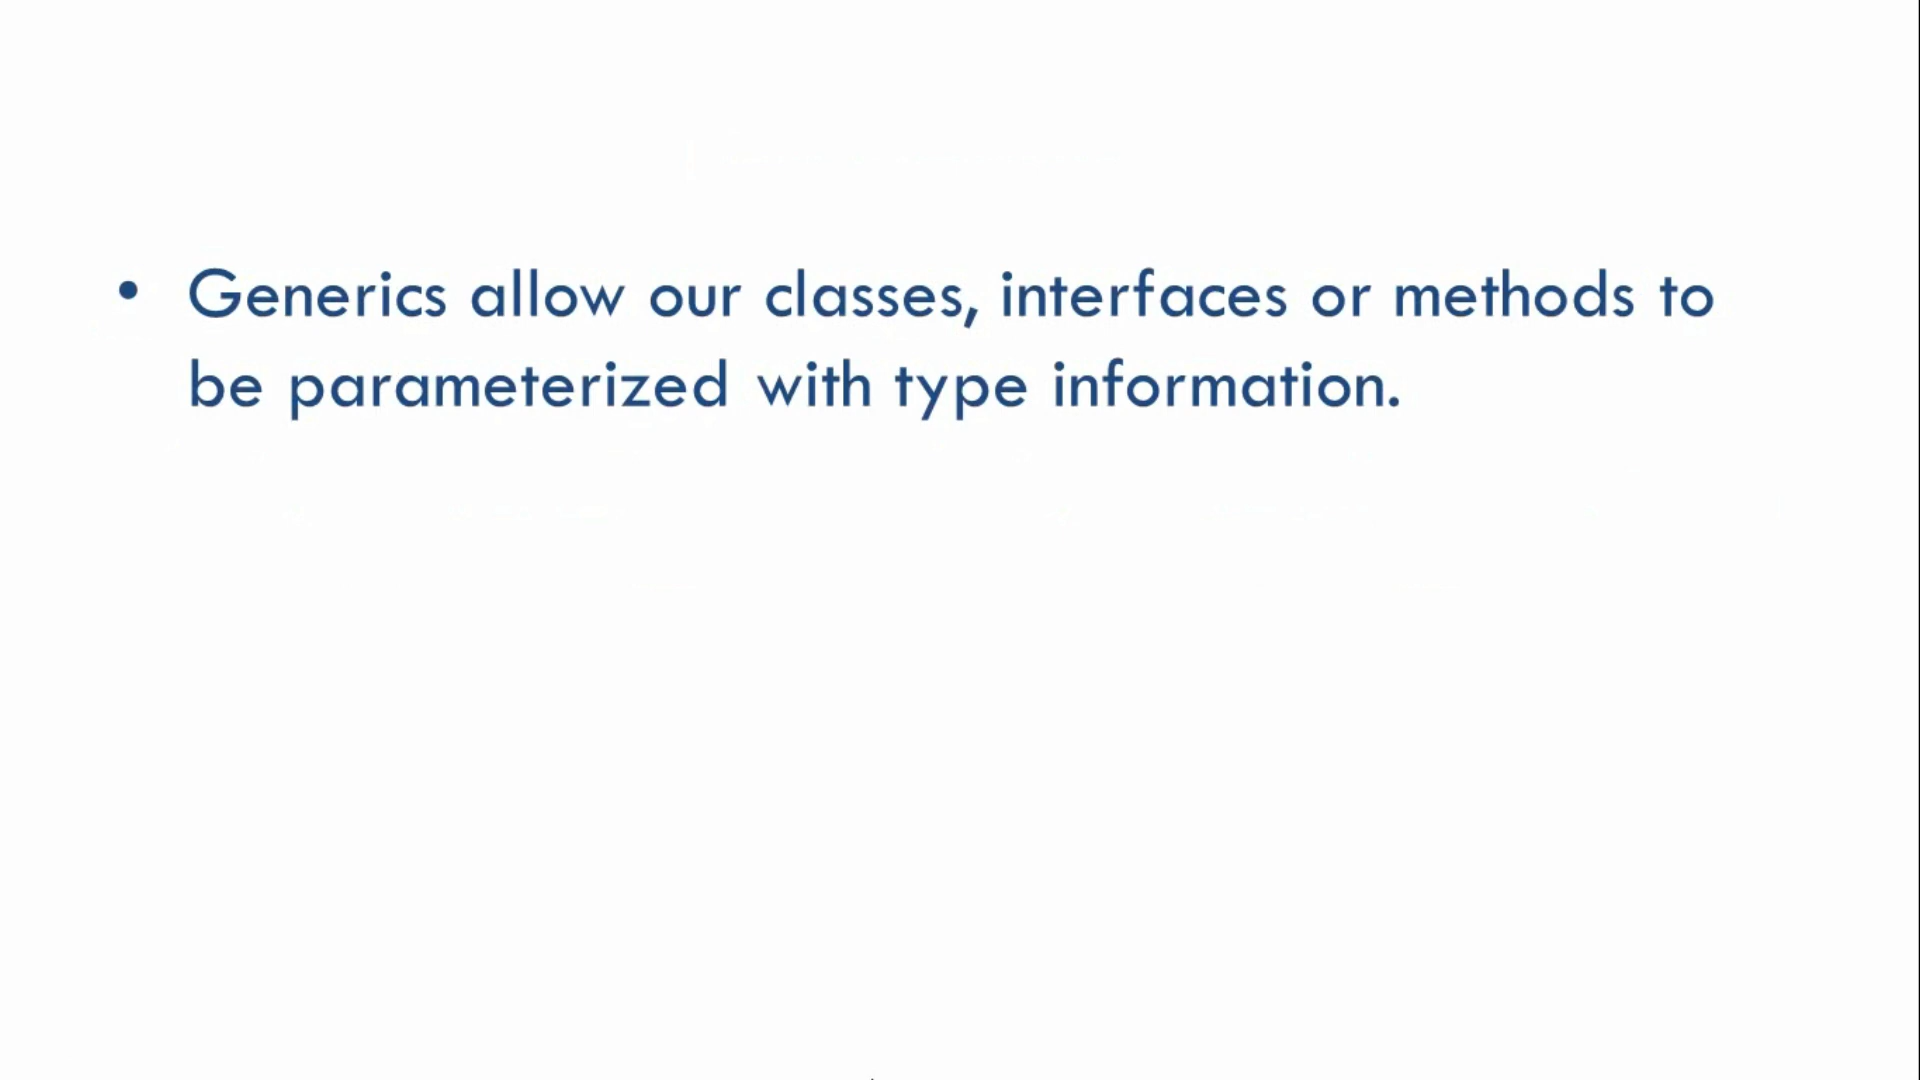 • Generics allow our classes, interfaces or methods to
be parameterized with type information.